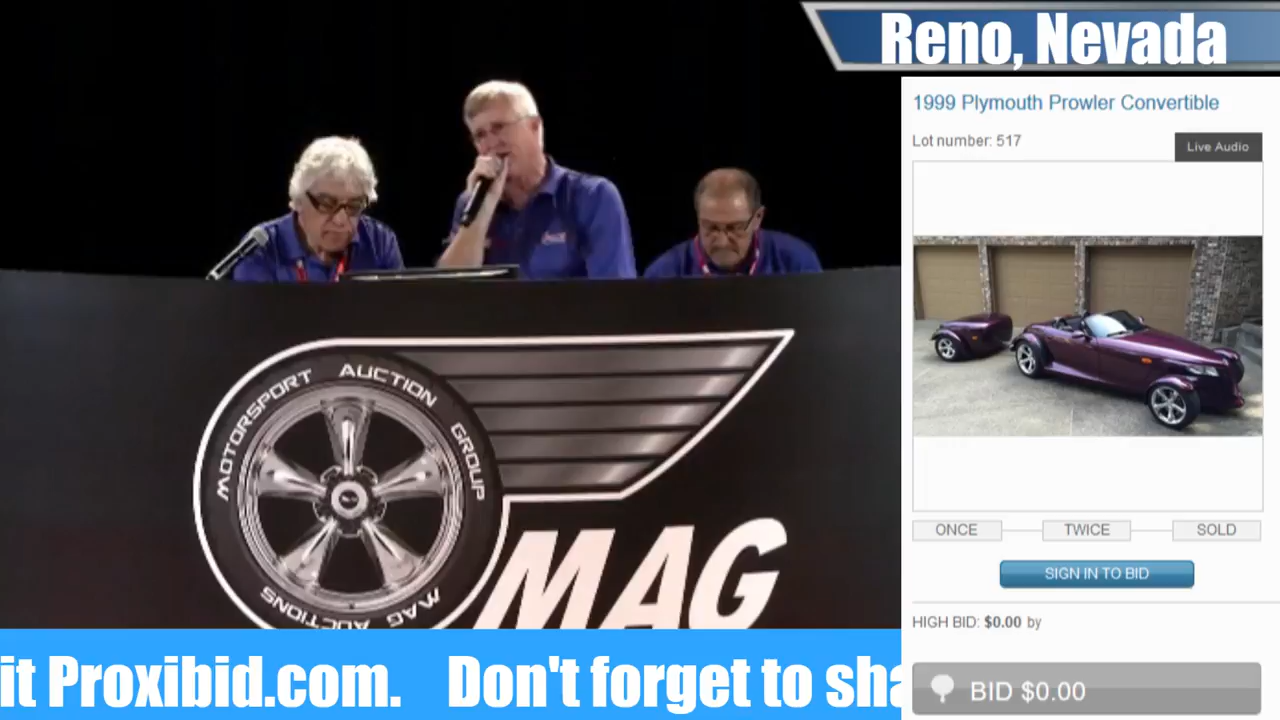 Reno, Nevada
1999 Plymouth Prowler Convertible
Lot number: 517
Live Audio
MOTORSPORT AUCTION GROUP
MAG AUCTIONS
MAG
ONCE
TWICE
SOLD
SIGN IN TO BID
HIGH BID: $0.00 by
BID $0.00
it Proxibid.com. Don't forget to sha